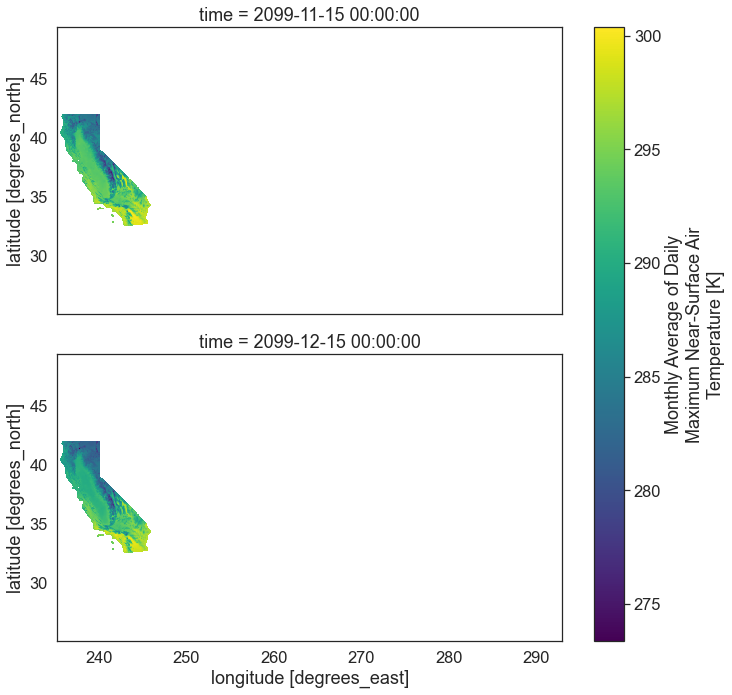 time = 2099-11-15 00:00:00
latitude [degrees_north]
45
40
35
30
time = 2099-12-15 00:00:00
latitude [degrees_north]
45
40
35
30
240
250
260
270
280
290
longitude [degrees_east]
300
295
290
285
280
275
Monthly Average of Daily
Maximum Near-Surface Air
Temperature [K]